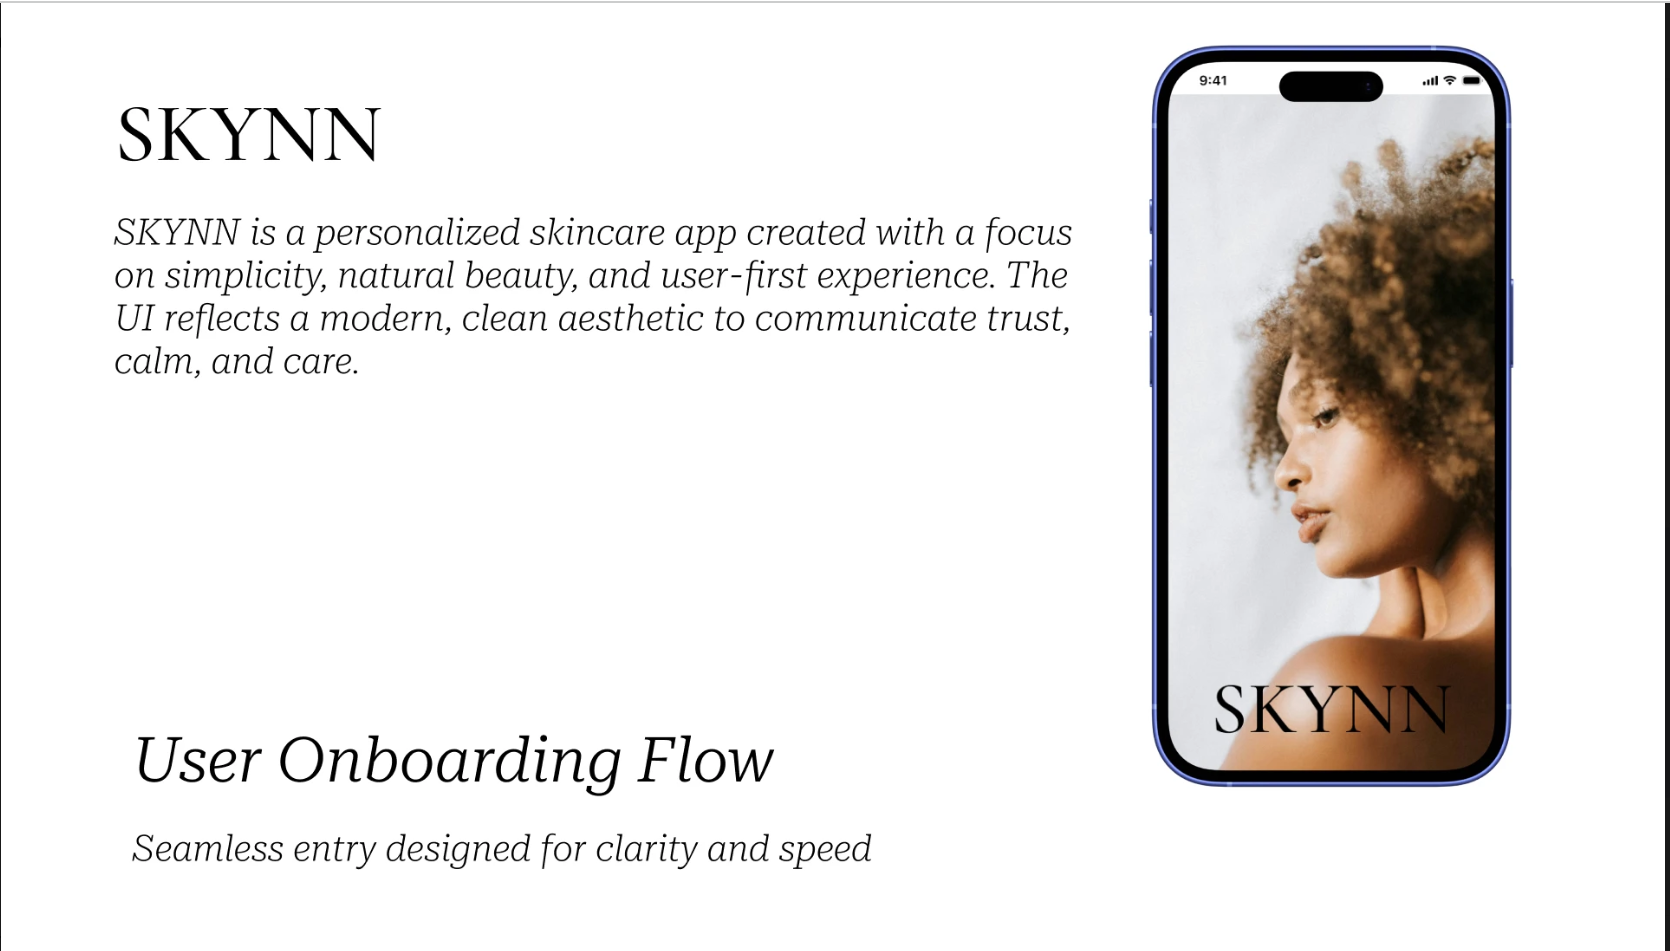 SKYNN
SKYNN is a personalized skincare app created with a focus
on simplicity, natural beauty, and user-first experience. The
UI reflects a modern, clean aesthetic to communicate trust,
calm, and care.
9:41
SKYNN
User Onboarding Flow
Seamless entry designed for clarity and speed